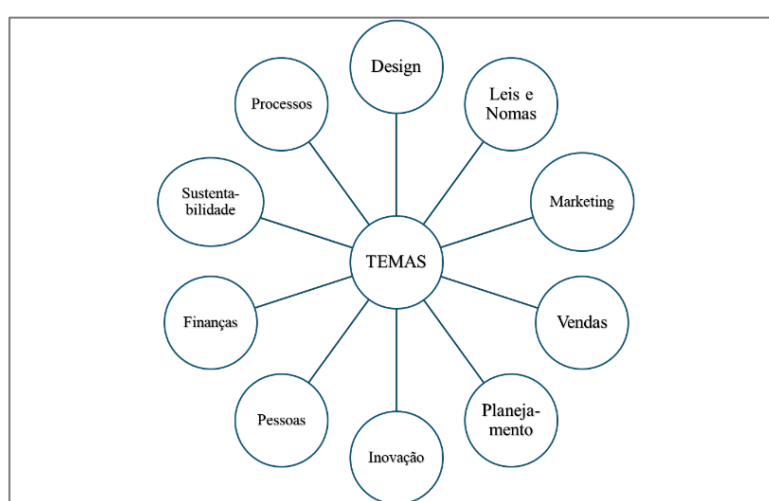 Design
Leis e
Nomas
Marketing
Vendas
Planeja-
mento
Inovação
Pessoas
Finanças
Sustenta-
bilidade
Processos
TEMAS